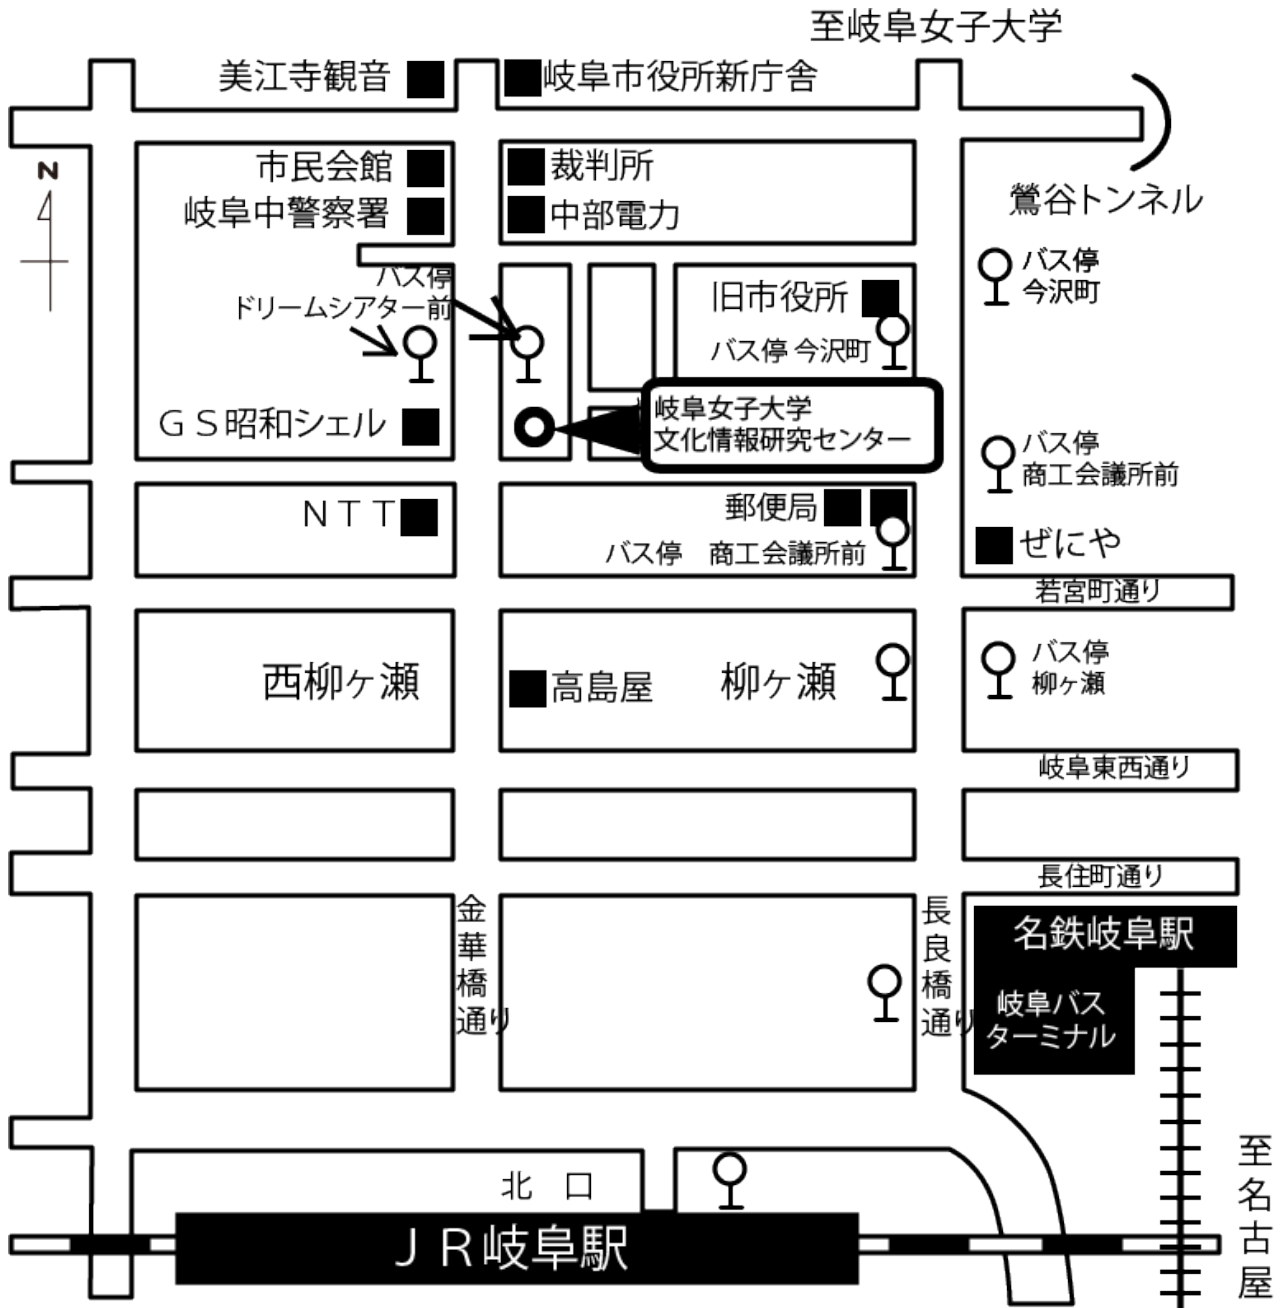 至岐阜女子大学
美江寺観音
岐阜市役所新庁舎
N
市民会館
裁判所
岐阜中警察署
中部電力
鶯谷トンネル
バス停
ドリームシアター前
旧市役所
バス停 今沢町
バス停
今沢町
GS昭和シェル
岐阜女子大学
文化情報研究センター
バス停
商工会議所前
NTT
郵便局
バス停 商工会議所前
ぜにや
若宮町通り
西柳ヶ瀬
高島屋
柳ヶ瀬
バス停
柳ヶ瀬
岐阜東西通り
長住町通り
金華橋通り
長良橋通り
名鉄岐阜駅
岐阜バス
ターミナル
北 口
JR岐阜駅
至名古屋